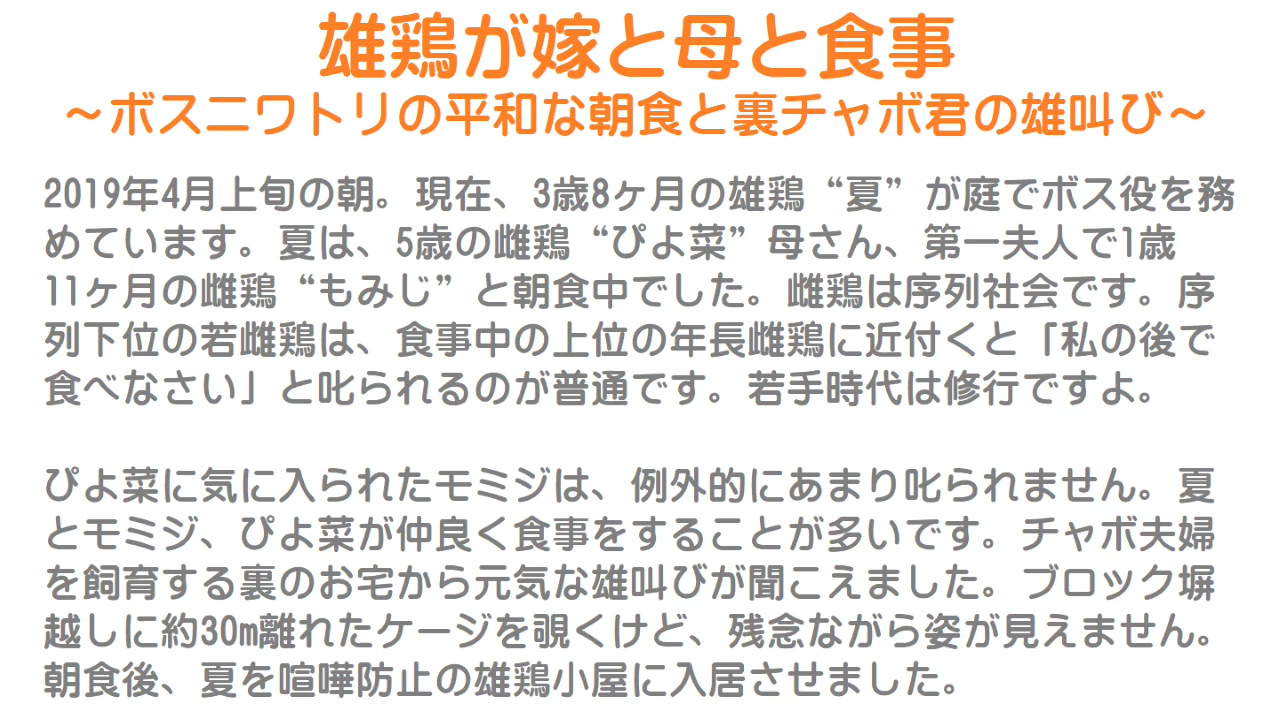 雄鶏が嫁と母と食事
～ボスニワトリの平和な朝食と裏チャボ君の雄叫び～
2019年4月上旬の朝。現在、3歳8ヶ月の雄鶏“夏”が庭でボス役を務
めています。夏は、5歳の雌鶏“ぴよ菜”母さん、第一夫人で1歳
11ヶ月の雌鶏“もみじ”と朝食中でした。雌鶏は序列社会です。序
列下位の若雌鶏は、食事中の上位の年長雌鶏に近付くと「私の後で
食べなさい」と叱られるのが普通です。若手時代は修行ですよ。
ぴよ菜に気に入られたモミジは、例外的にあまり叱られません。夏
とモミジ、ぴよ菜が仲良く食事をすることが多いです。チャボ夫婦
を飼育する裏のお宅から元気な雄叫びが聞こえました。ブロック塀
越しに約30m離れたケージを覗くけど、残念ながら姿が見えません。
朝食後、夏を喧嘩防止の雄鶏小屋に入居させました。